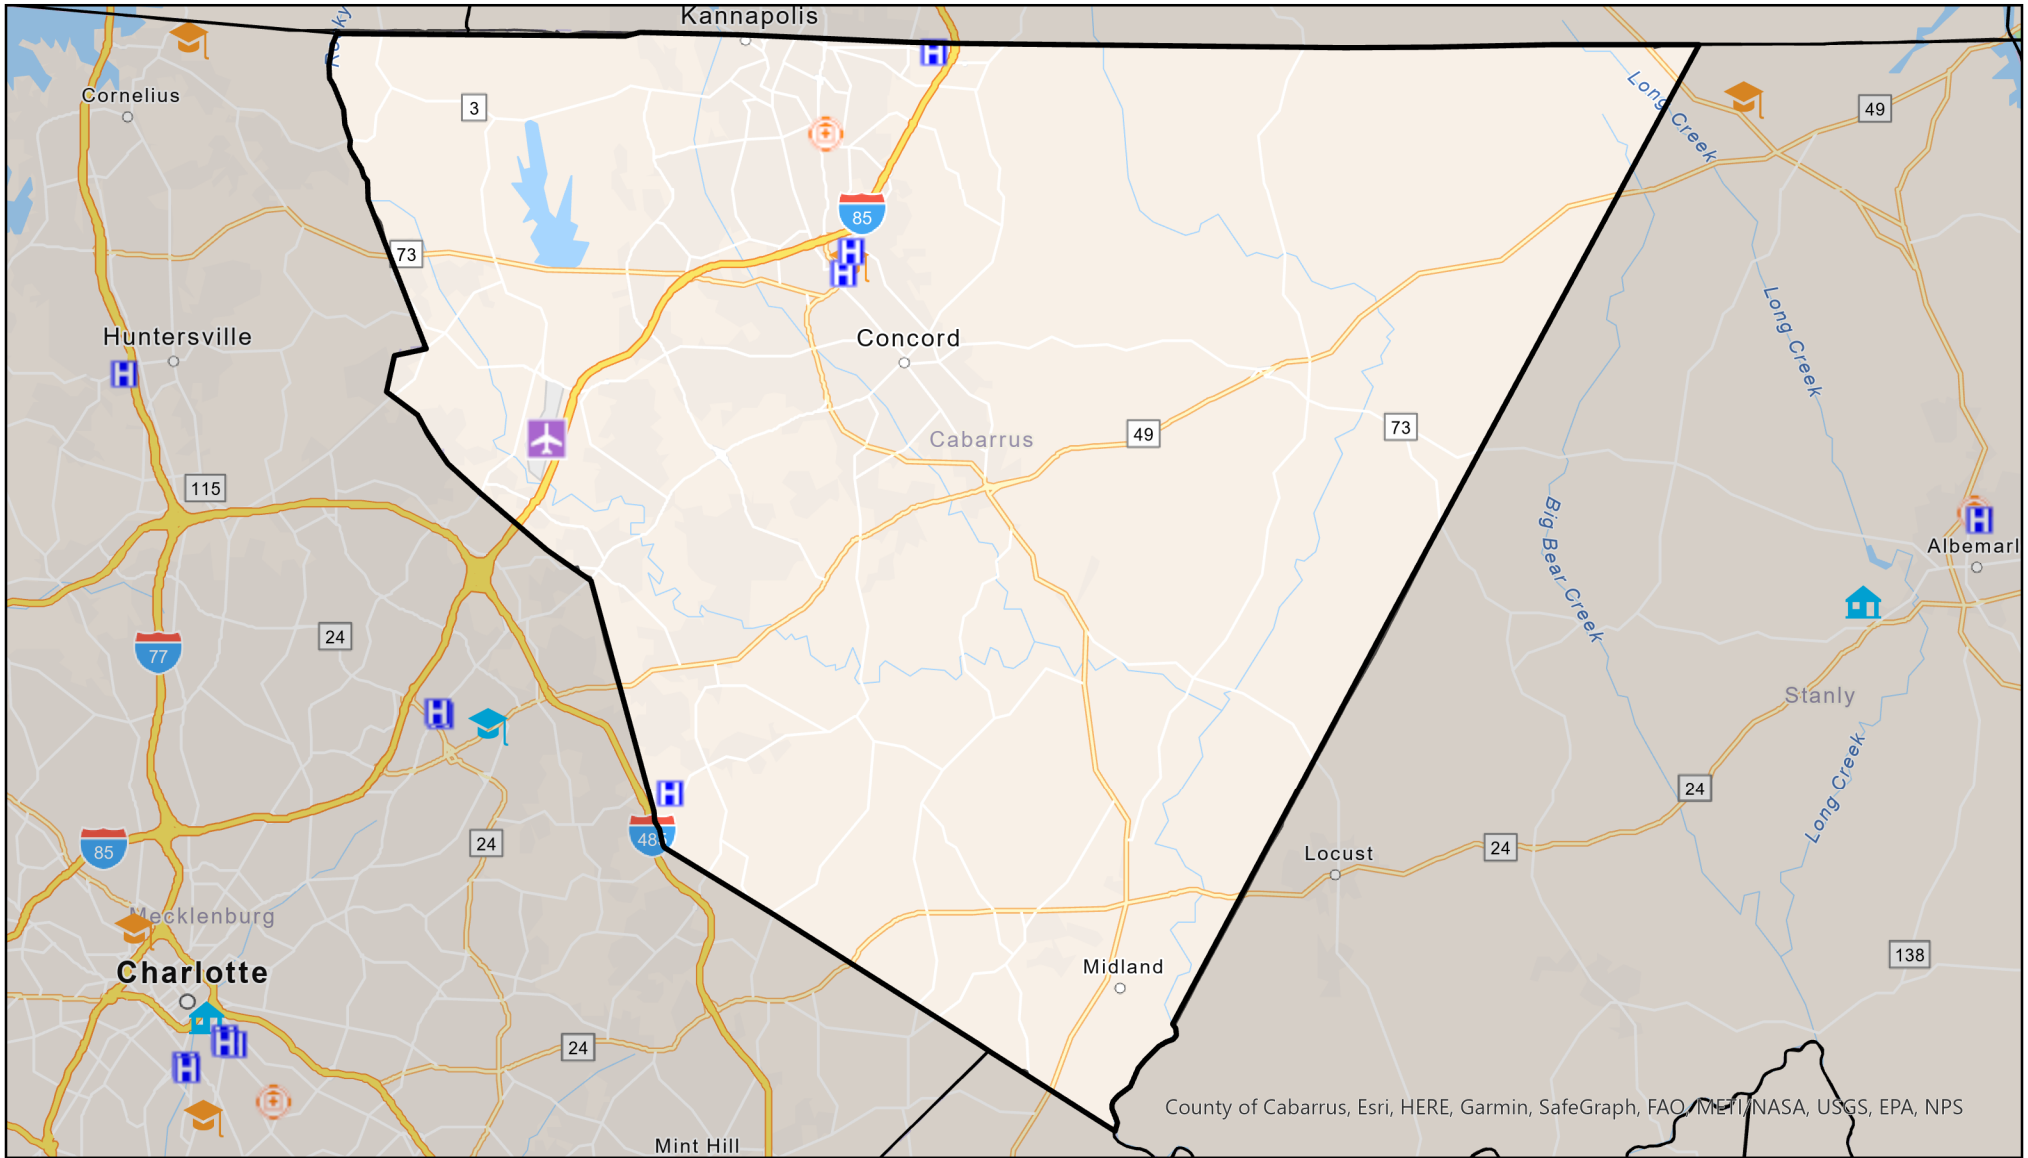 Kannapolis
Rocky
Cornelius
3
Long Creek
49
85
73
Huntersville
Concord
Long Creek
Cabarrus
49
73
115
Big Bear Creek
Albemarl
24
77
Stanly
Long Creek
24
24
85
48
24
Locust
Mecklenburg
Charlotte
138
Midland
24
Mint Hill
County of Cabarrus, Esri, HERE, Garmin, SafeGraph, FAO, METI/NASA, USGS, EPA, NPS
H
H
H
H
H
H
H
H
H
H